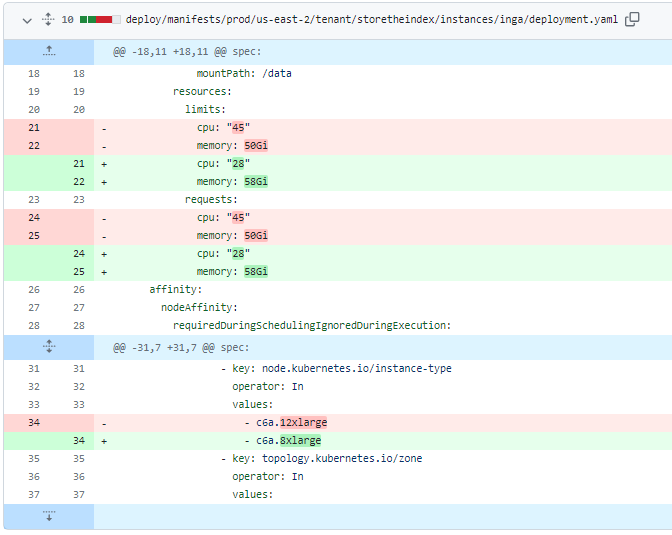 10 deploy/manifests/prod/us-east-2/tenant/storetheindex/instances/inga/deployment.yaml
@@ -18,11 +18,11 @@ spec:
18 18 mountPath: /data
19 19 resources:
20 20 limits:
21 - cpu: "45"
22 - memory: 50Gi
21 + cpu: "28"
22 + memory: 58Gi
23 23 requests:
24 - cpu: "45"
25 - memory: 50Gi
24 + cpu: "28"
25 + memory: 58Gi
26 26 affinity:
27 27 nodeAffinity:
28 28 requiredDuringSchedulingIgnoredDuringExecution:
@@ -31,7 +31,7 @@ spec:
31 31 - key: node.kubernetes.io/instance-type
32 32 operator: In
33 33 values:
34 - - c6a.12xlarge
34 + - c6a.8xlarge
35 35 - key: topology.kubernetes.io/zone
36 36 operator: In
37 37 values: